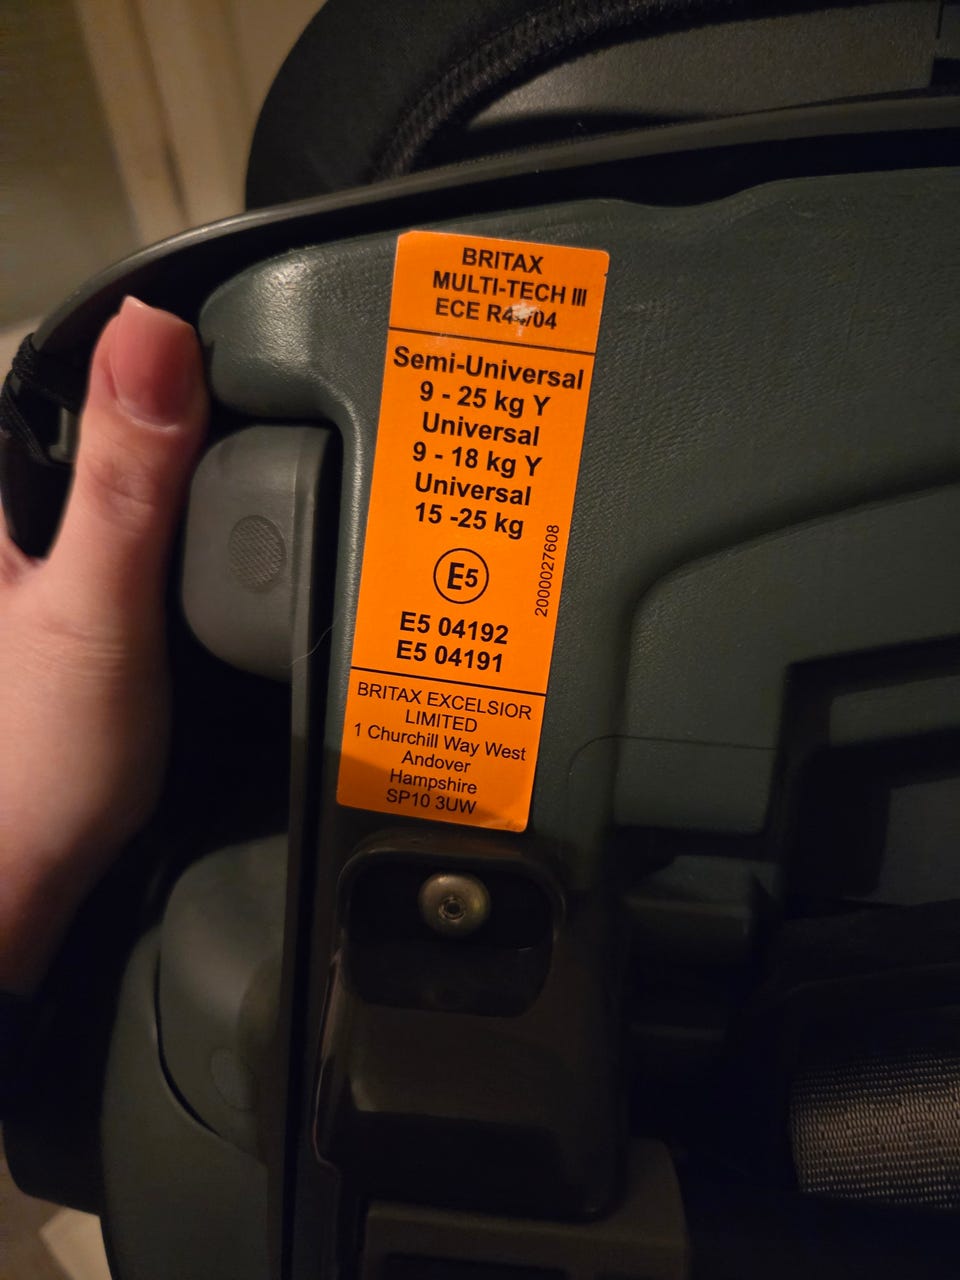 BRITAX
MULTI-TECH III
ECE R44/04
Semi-Universal
9 - 25 kg Y
Universal
9 - 18 kg Y
Universal
15 -25 kg
E5
2000027608
E5 04192
E5 04191
BRITAX EXCELSIOR
LIMITED
1 Churchill Way West
Andover
Hampshire
SP10 3UW